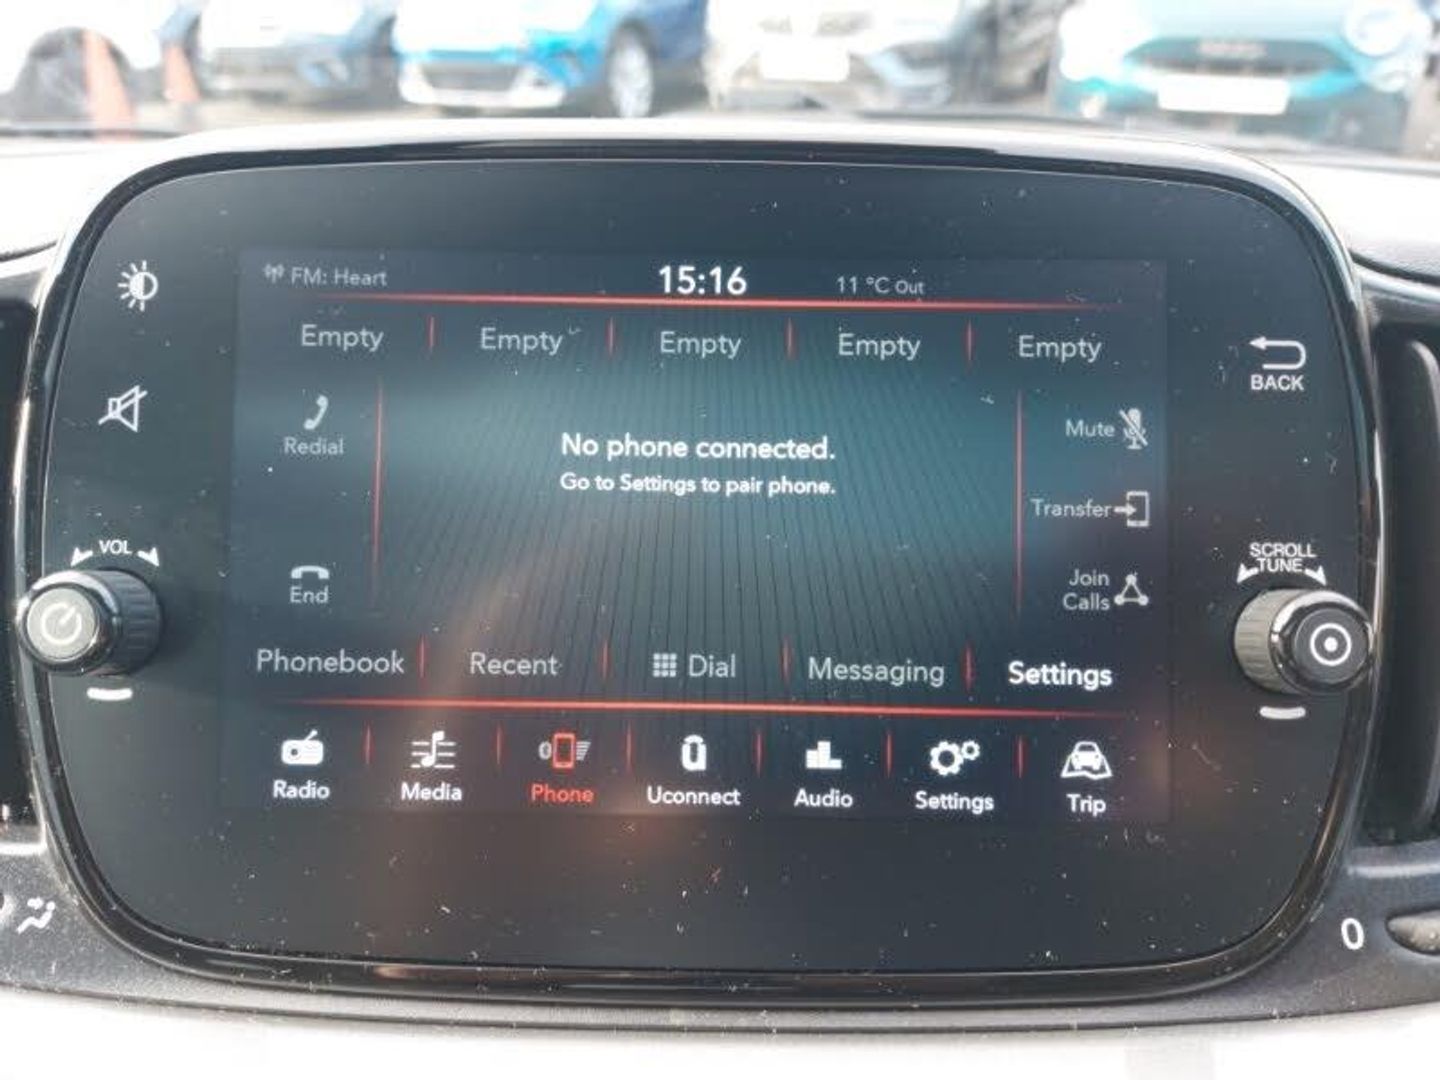 FM: Heart 15:16 11 °C Out
Empty Empty Empty Empty Empty
BACK
Redial
No phone connected.
Mute
Go to Settings to pair phone.
Transfer
VOL
SCROLL
TUNE
End
Join
Calls
Phonebook Recent Dial Messaging Settings
Radio Media Phone Uconnect Audio Settings Trip
0